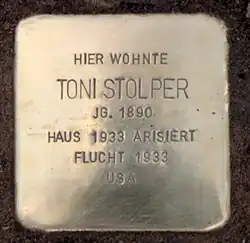 HIER WOHNTE
TONI STOLPER
JG. 1890
HAUS 1933 ARISIERT
FLUCHT 1933
USA